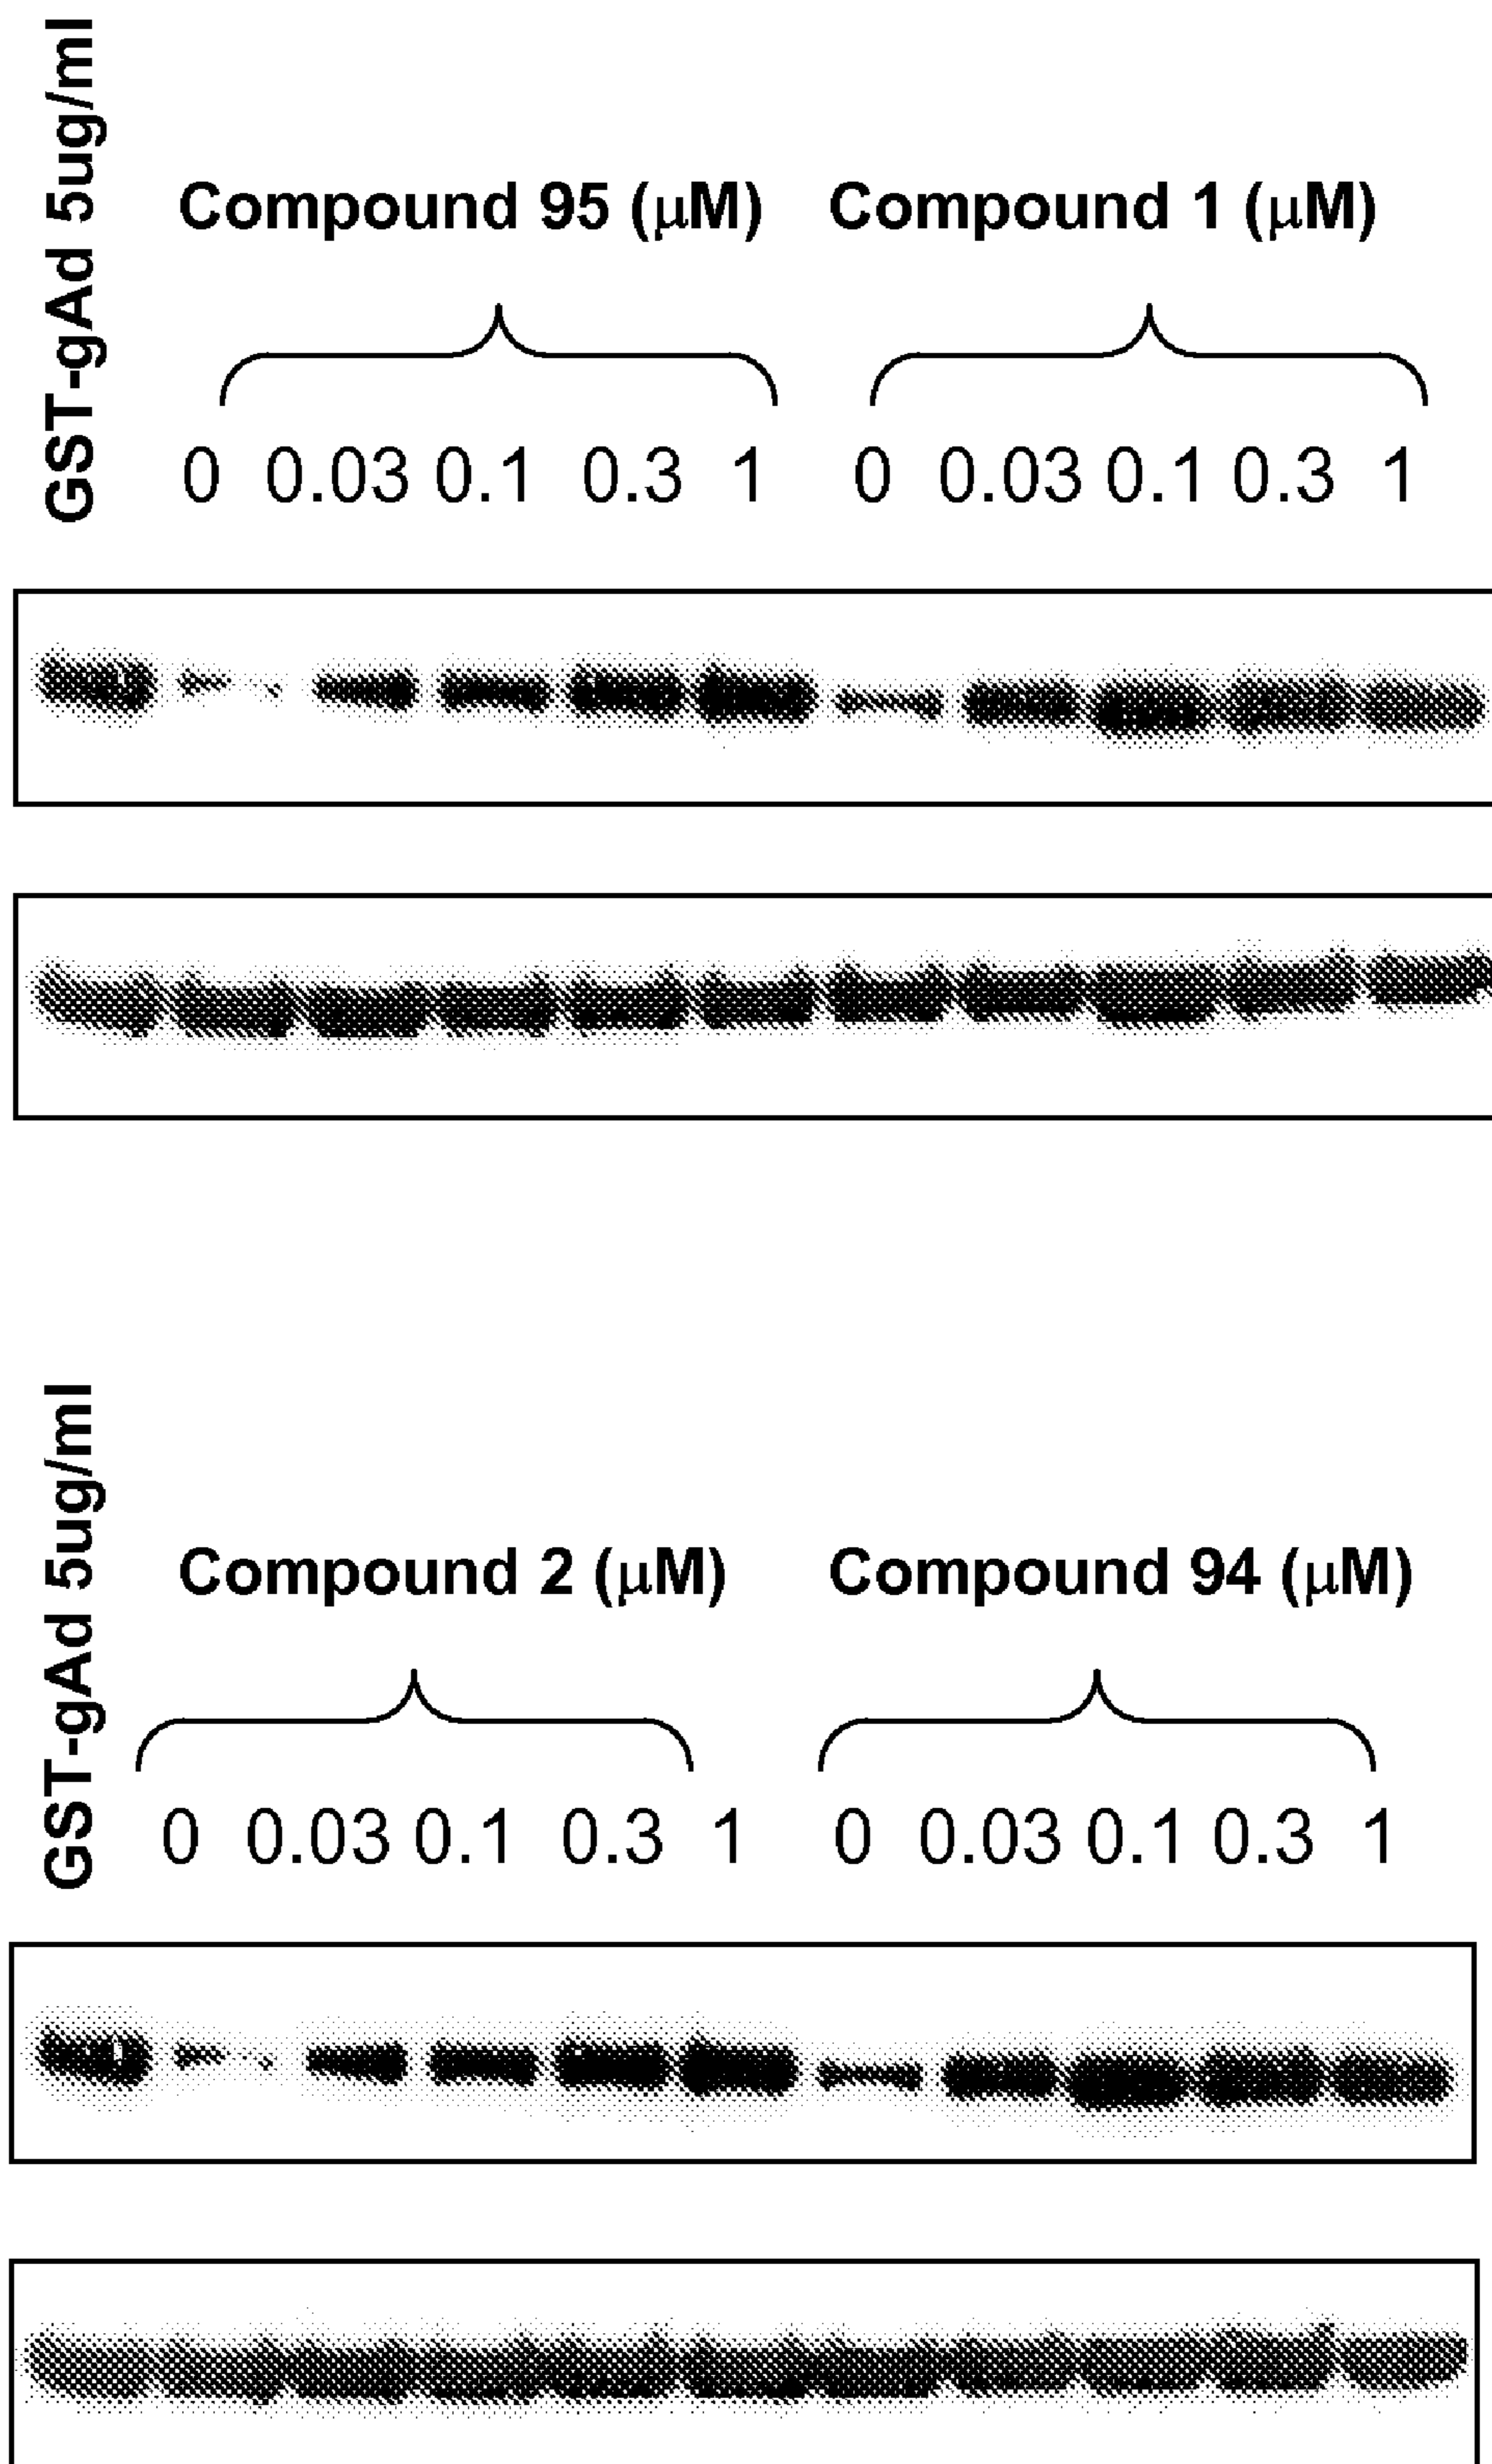 GST-gAd 5ug/ml
Compound 95 (μM) Compound 1 (μM)
0 0.03 0.1 0.3 1 0 0.03 0.1 0.3 1
GST-gAd 5ug/ml
Compound 2 (μM) Compound 94 (μM)
0 0.03 0.1 0.3 1 0 0.03 0.1 0.3 1